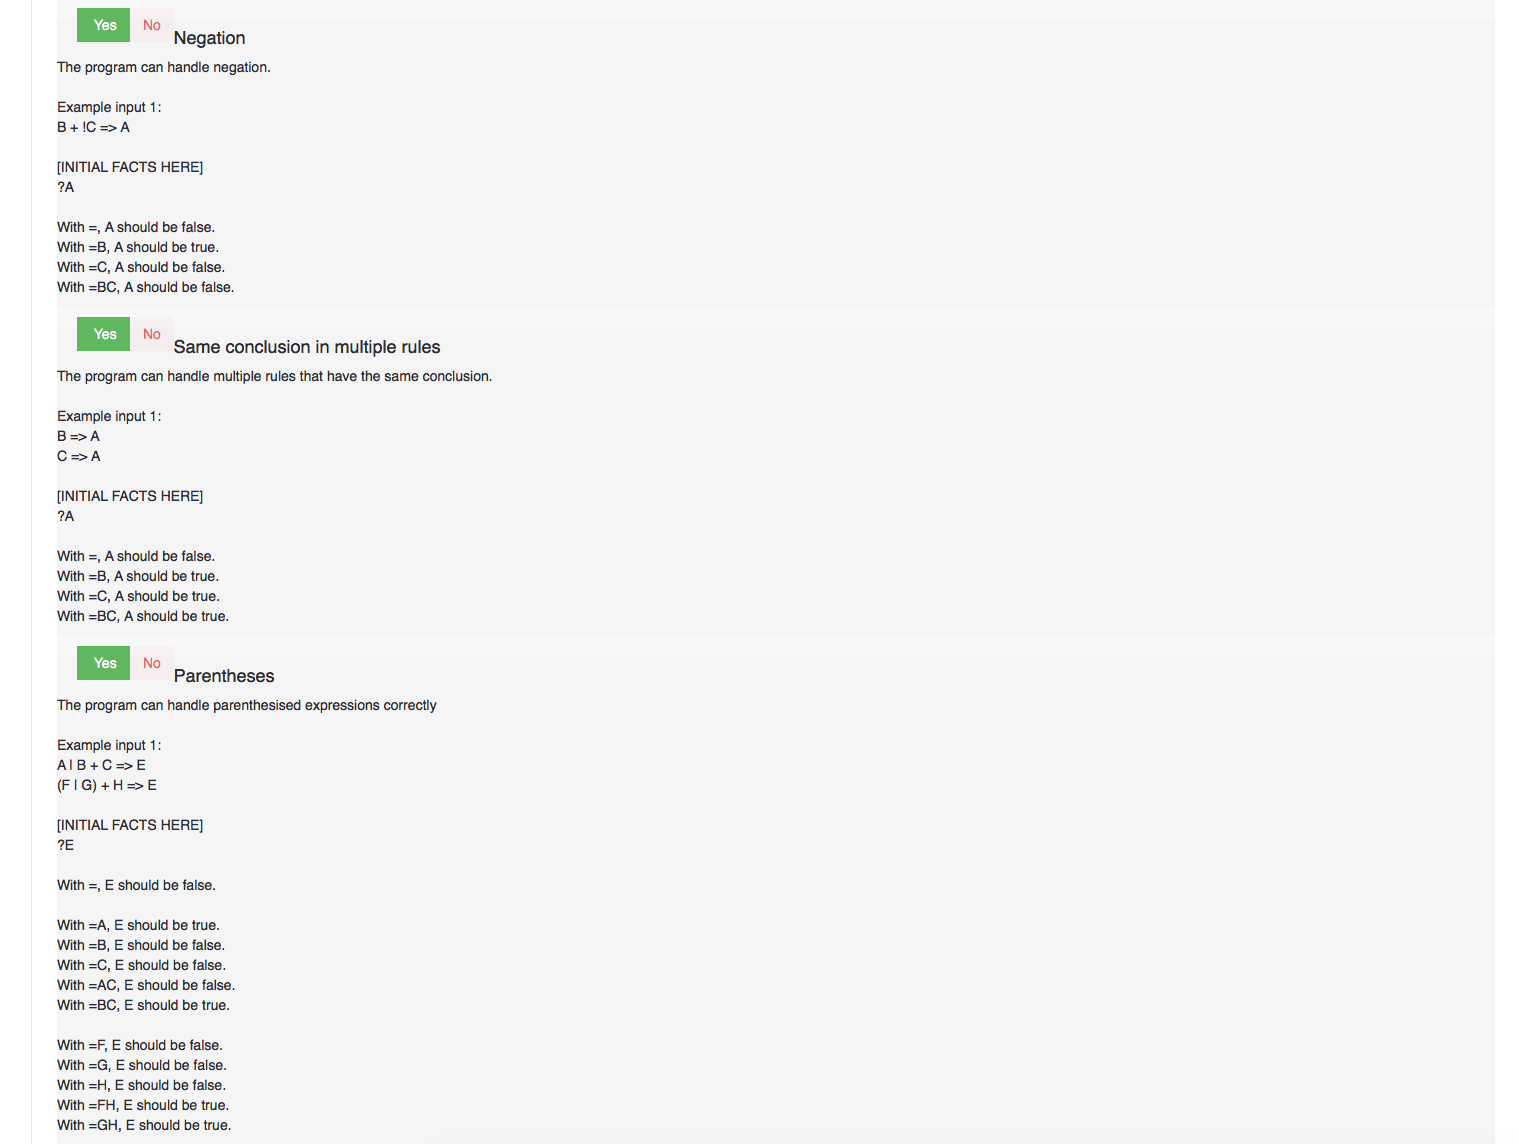 Yes No Negation
The program can handle negation.
Example input 1:
B + !C => A
[INITIAL FACTS HERE]
?A
With =, A should be false.
With =B, A should be true.
With =C, A should be false.
With =BC, A should be false.
Yes No Same conclusion in multiple rules
The program can handle multiple rules that have the same conclusion.
Example input 1:
B => A
C => A
[INITIAL FACTS HERE]
?A
With =, A should be false.
With =B, A should be true.
With =C, A should be true.
With =BC, A should be true.
Yes No Parentheses
The program can handle parenthesised expressions correctly
Example input 1:
A | B + C => E
(F | G) + H => E
[INITIAL FACTS HERE]
?E
With =, E should be false.
With =A, E should be true.
With =B, E should be false.
With =C, E should be false.
With =AC, E should be false.
With =BC, E should be true.
With =F, E should be false.
With =G, E should be false.
With =H, E should be false.
With =FH, E should be true.
With =GH, E should be true.